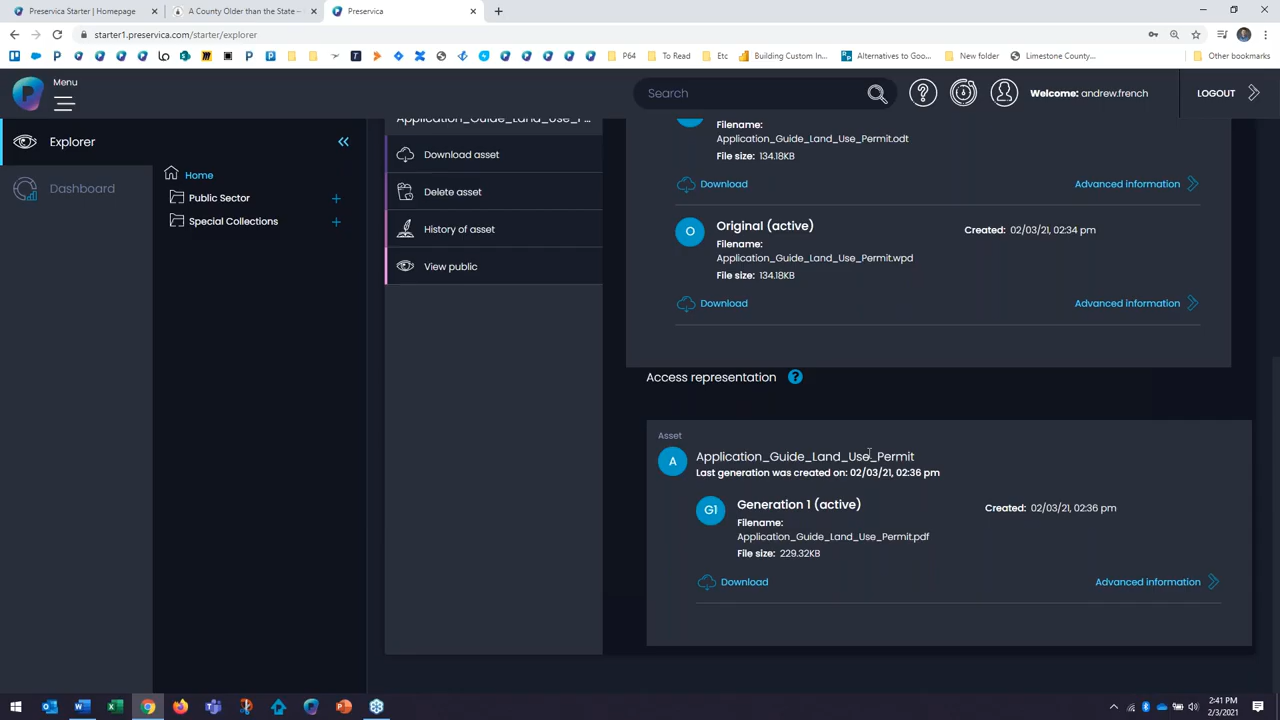 Preservica Starter | Homepage
A County Older than the State –
Preservica
starter1.preservica.com/starter/explorer
P64
To Read
Etc
Building Custom In...
Alternatives to Goo...
New folder
Limestone County...
Other bookmarks
Menu
Search
Welcome: andrew.french
LOGOUT
Explorer
Dashboard
Home
Public Sector
Special Collections
Application_Guide_Land_Use_P...
Download asset
Delete asset
History of asset
View public
Filename:
Application_Guide_Land_Use_Permit.odt
File size: 134.18KB
Download
Advanced information
O
Original (active)
Created: 02/03/21, 02:34 pm
Filename:
Application_Guide_Land_Use_Permit.wpd
File size: 134.18KB
Download
Advanced information
Access representation ?
Asset
A
Application_Guide_Land_Use_Permit
Last generation was created on: 02/03/21, 02:36 pm
G1
Generation 1 (active)
Created: 02/03/21, 02:36 pm
Filename:
Application_Guide_Land_Use_Permit.pdf
File size: 229.32KB
Download
Advanced information
2:41 PM
2/3/2021